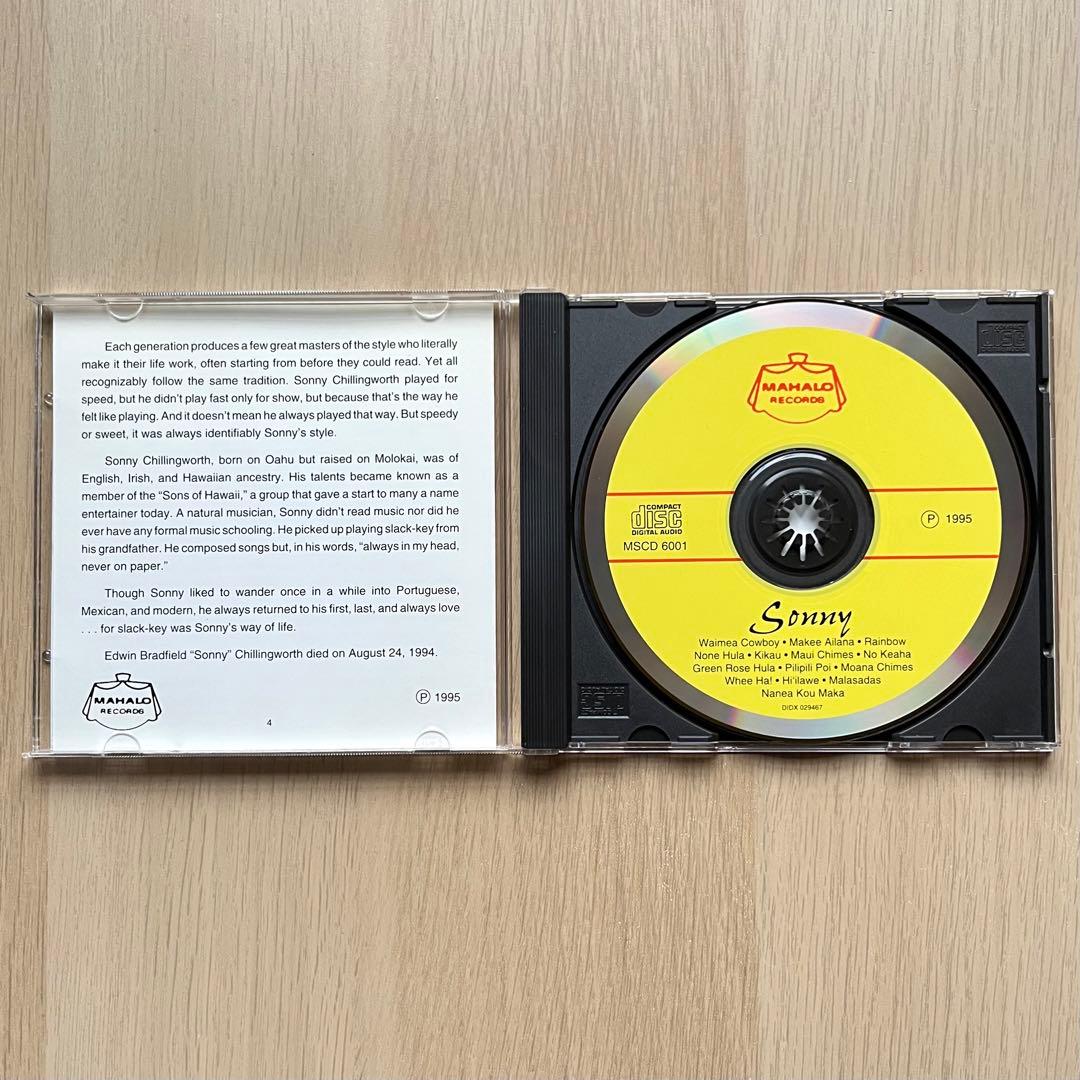 Each generation produces a few great masters of the style who literally
make it their life work, often starting from before they could read. Yet all
recognizably follow the same tradition. Sonny Chillingworth played for
speed, but he didn't play fast only for show, but because that's the way he
felt like playing. And it doesn't mean he always played that way. But speedy
or sweet, it was always identifiably Sonny's style.
Sonny Chillingworth, born on Oahu but raised on Molokai, was of
English, Irish, and Hawaiian ancestry. His talents became known as a
member of the “Sons of Hawaii,” a group that gave a start to many a name
entertainer today. A natural musician, Sonny didn't read music nor did he
ever have any formal music schooling. He picked up playing slack-key from
his grandfather. He composed songs but, in his words, “always in my head,
never on paper.”
Though Sonny liked to wander once in a while into Portuguese,
Mexican, and modern, he always returned to his first, last, and always love
. . . for slack-key was Sonny's way of life.
Edwin Bradfield “Sonny” Chillingworth died on August 24, 1994.
MAHALO
RECORDS
℗ 1995
4
MAHALO
RECORDS
COMPACT
disc
DIGITAL AUDIO
MSCD 6001
℗ 1995
Sonny
Waimea Cowboy • Makee Ailana • Rainbow
None Hula • Kikau • Maui Chimes • No Keaha
Green Rose Hula • Pilipili Poi • Moana Chimes
Whee Ha! • Hi'ilawe • Malasadas
Nanea Kou Maka
DIDX 029467
COMPACT
disc